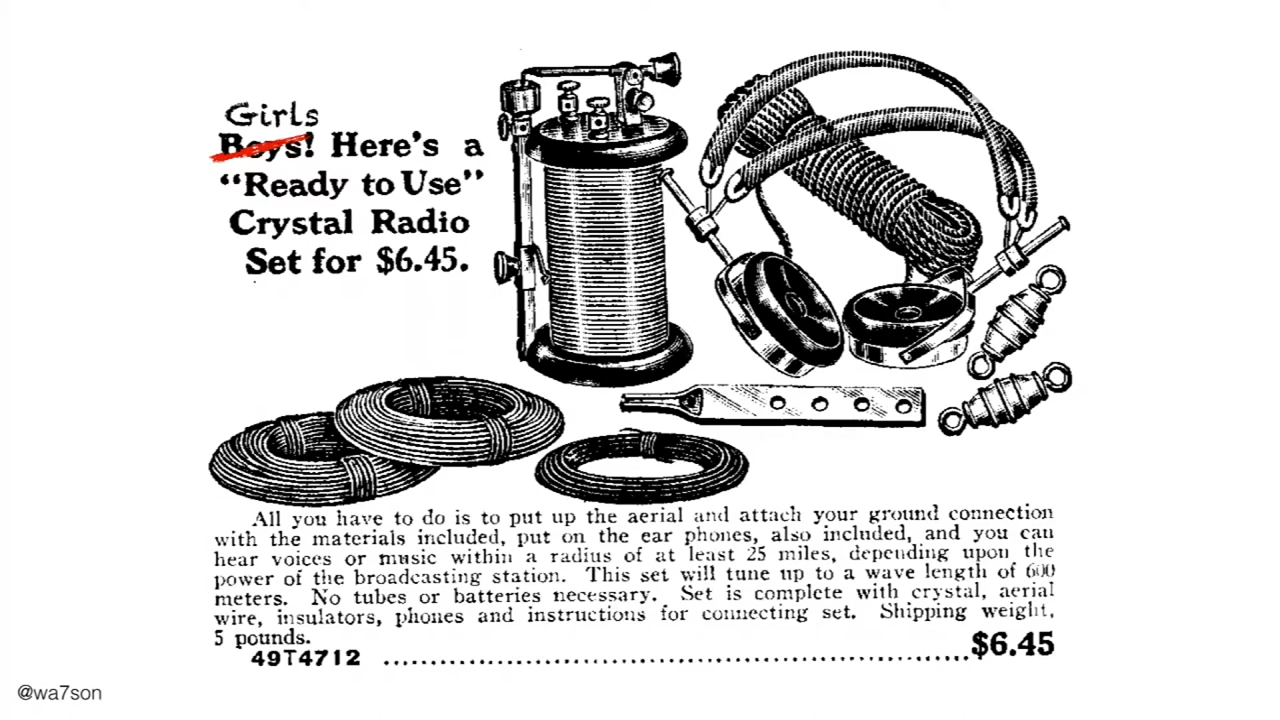 Girls
Boys! Here's a
"Ready to Use"
Crystal Radio
Set for $6.45.
All you have to do is to put up the aerial and attach your ground connection
with the materials included, put on the ear phones, also included, and you can
hear voices or music within a radius of at least 25 miles, depending upon the
power of the broadcasting station. This set will tune up to a wave length of 600
meters. No tubes or batteries necessary. Set is complete with crystal, aerial
wire, insulators, phones and instructions for connecting set. Shipping weight,
5 pounds.
49T4712 ........................................................ $6.45
@wa7son